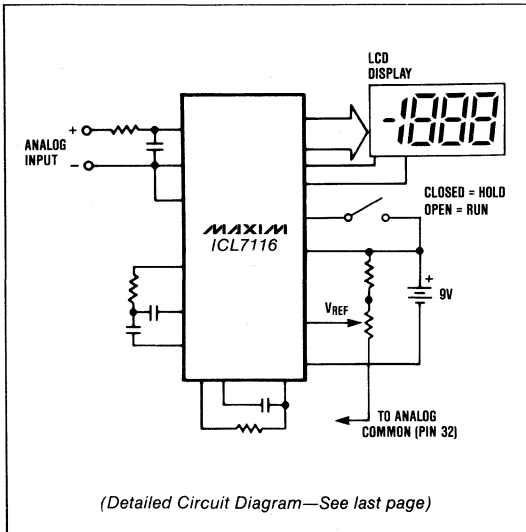 LCD
DISPLAY
-1888
+
ANALOG
INPUT
-
CLOSED = HOLD
OPEN = RUN
MAXIM
ICL7116
+
9V
VREF
TO ANALOG
COMMON (PIN 32)
(Detailed Circuit Diagram—See last page)